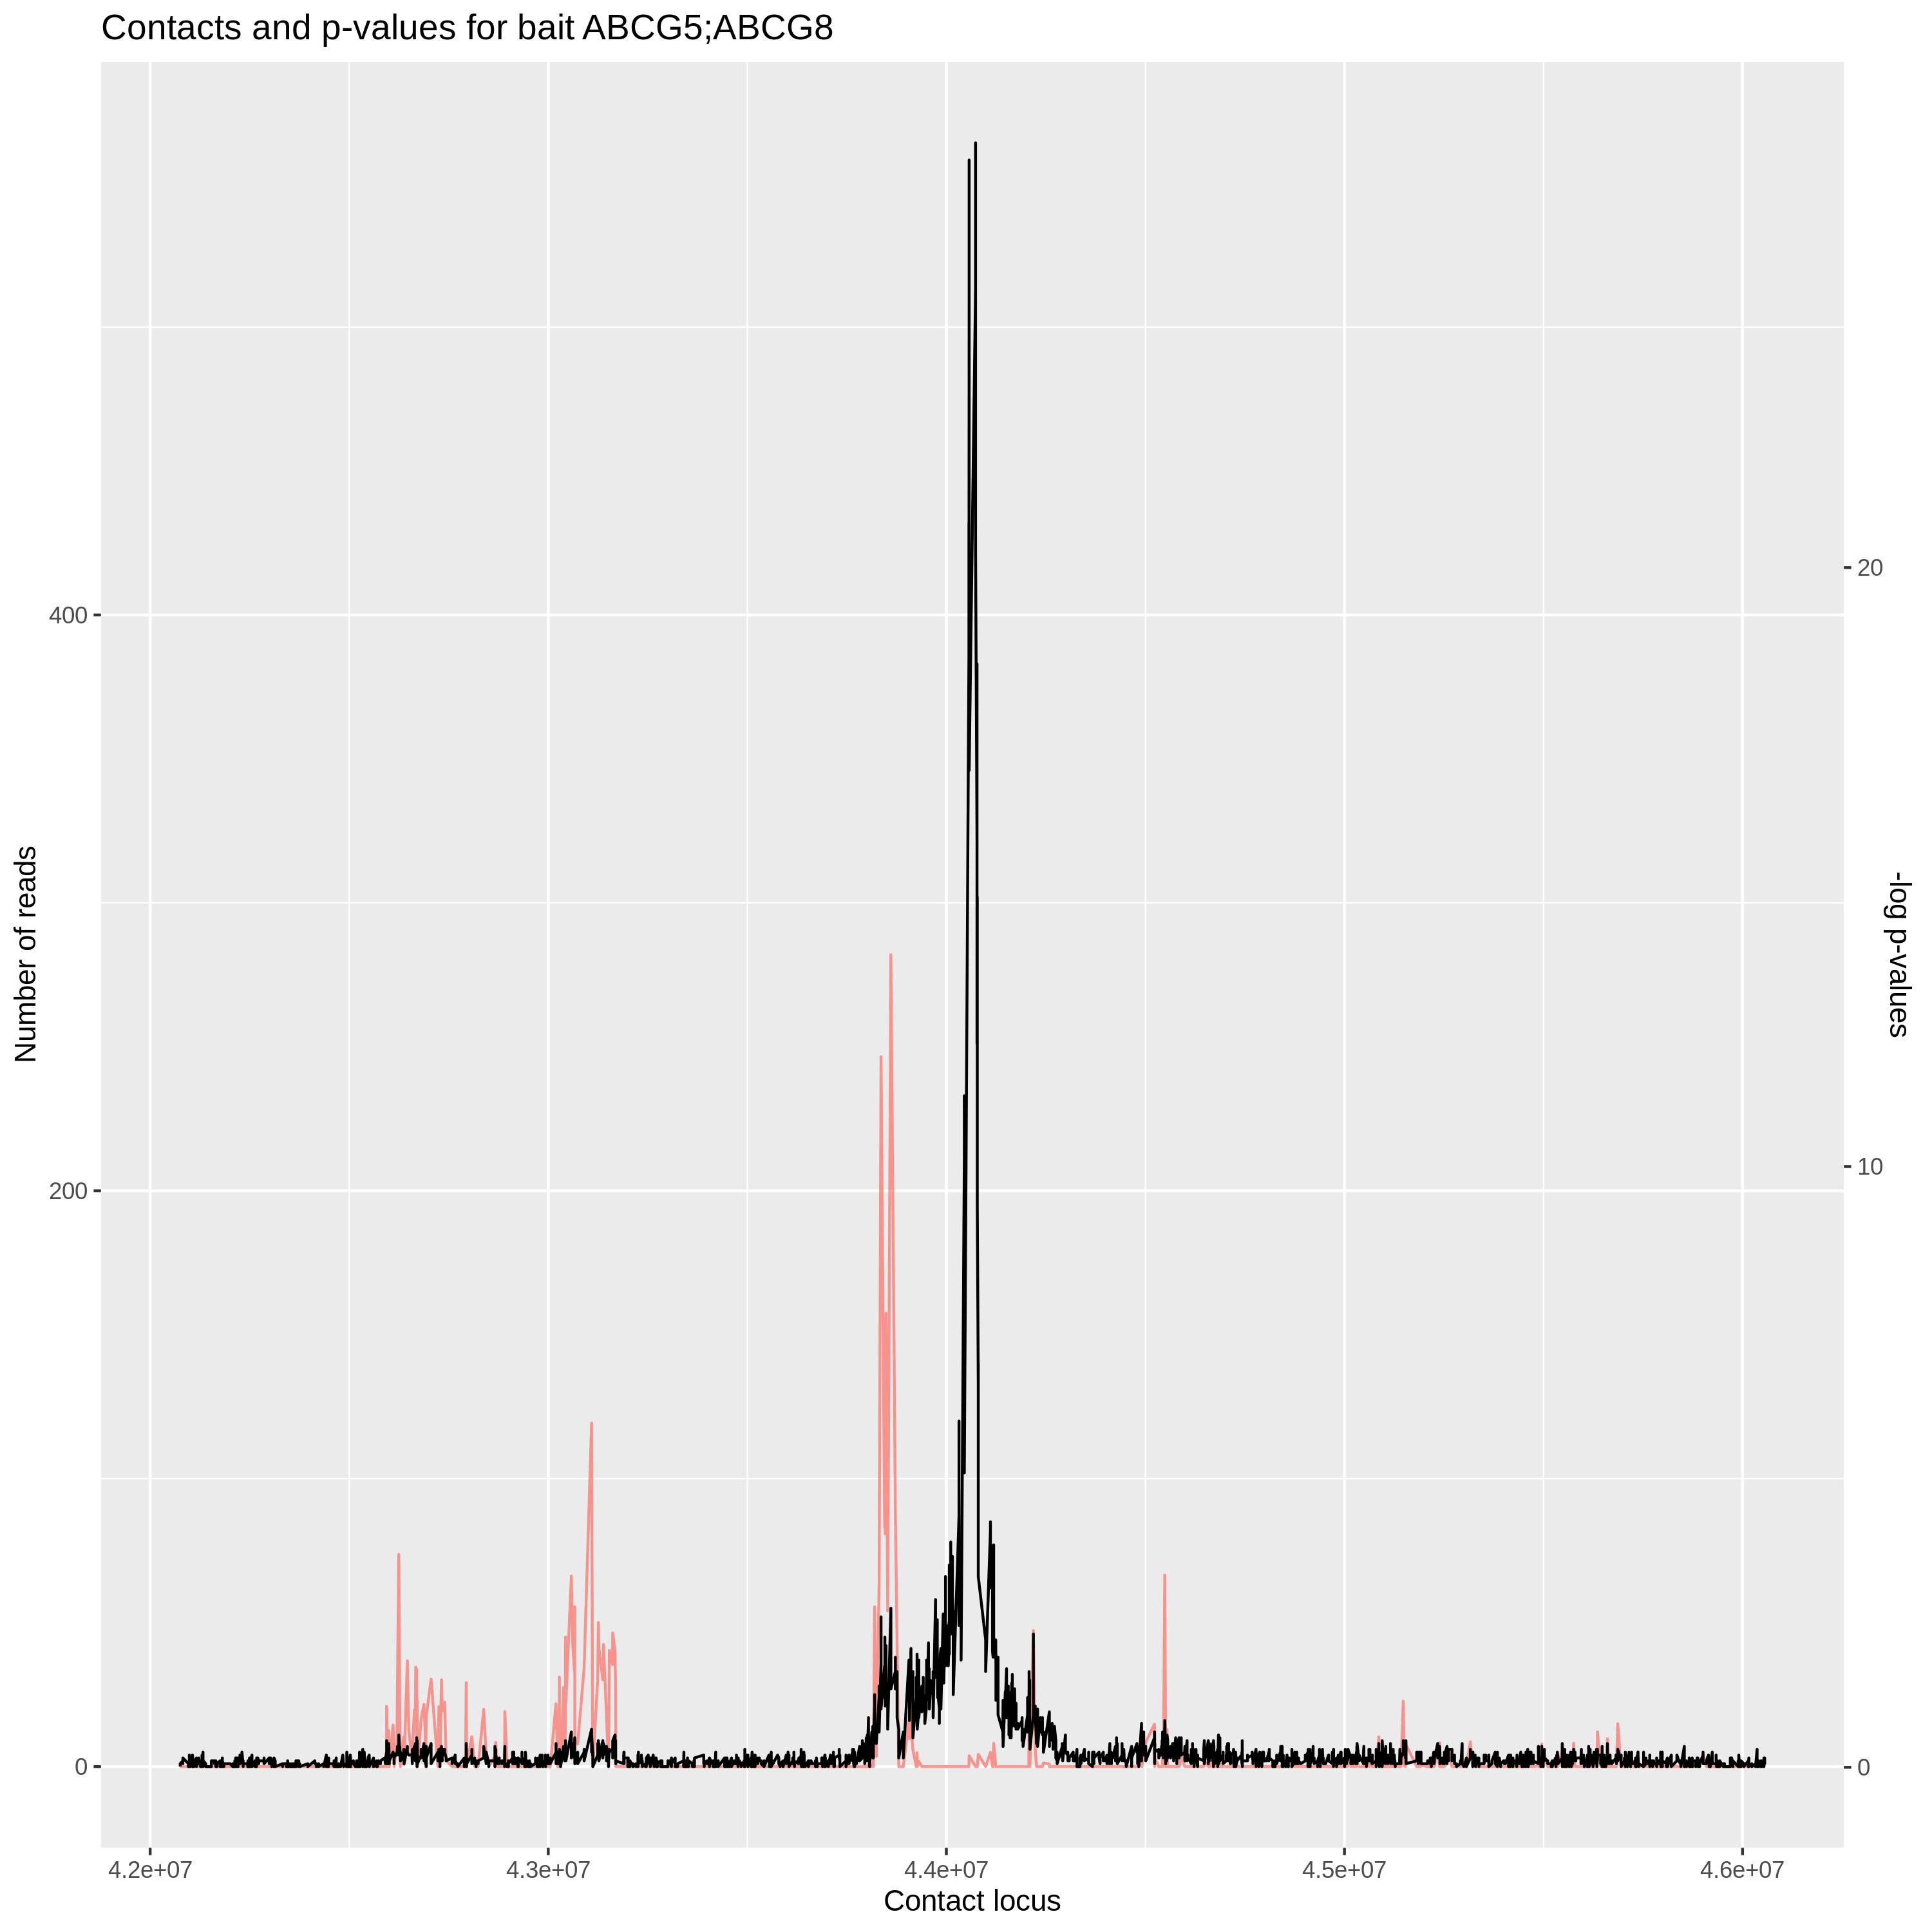 Contacts and p-values for bait ABCG5;ABCG8
Number of reads
400
200
0
20
10
0
-log p-values
4.2e+07 4.3e+07 4.4e+07 4.5e+07 4.6e+07
Contact locus